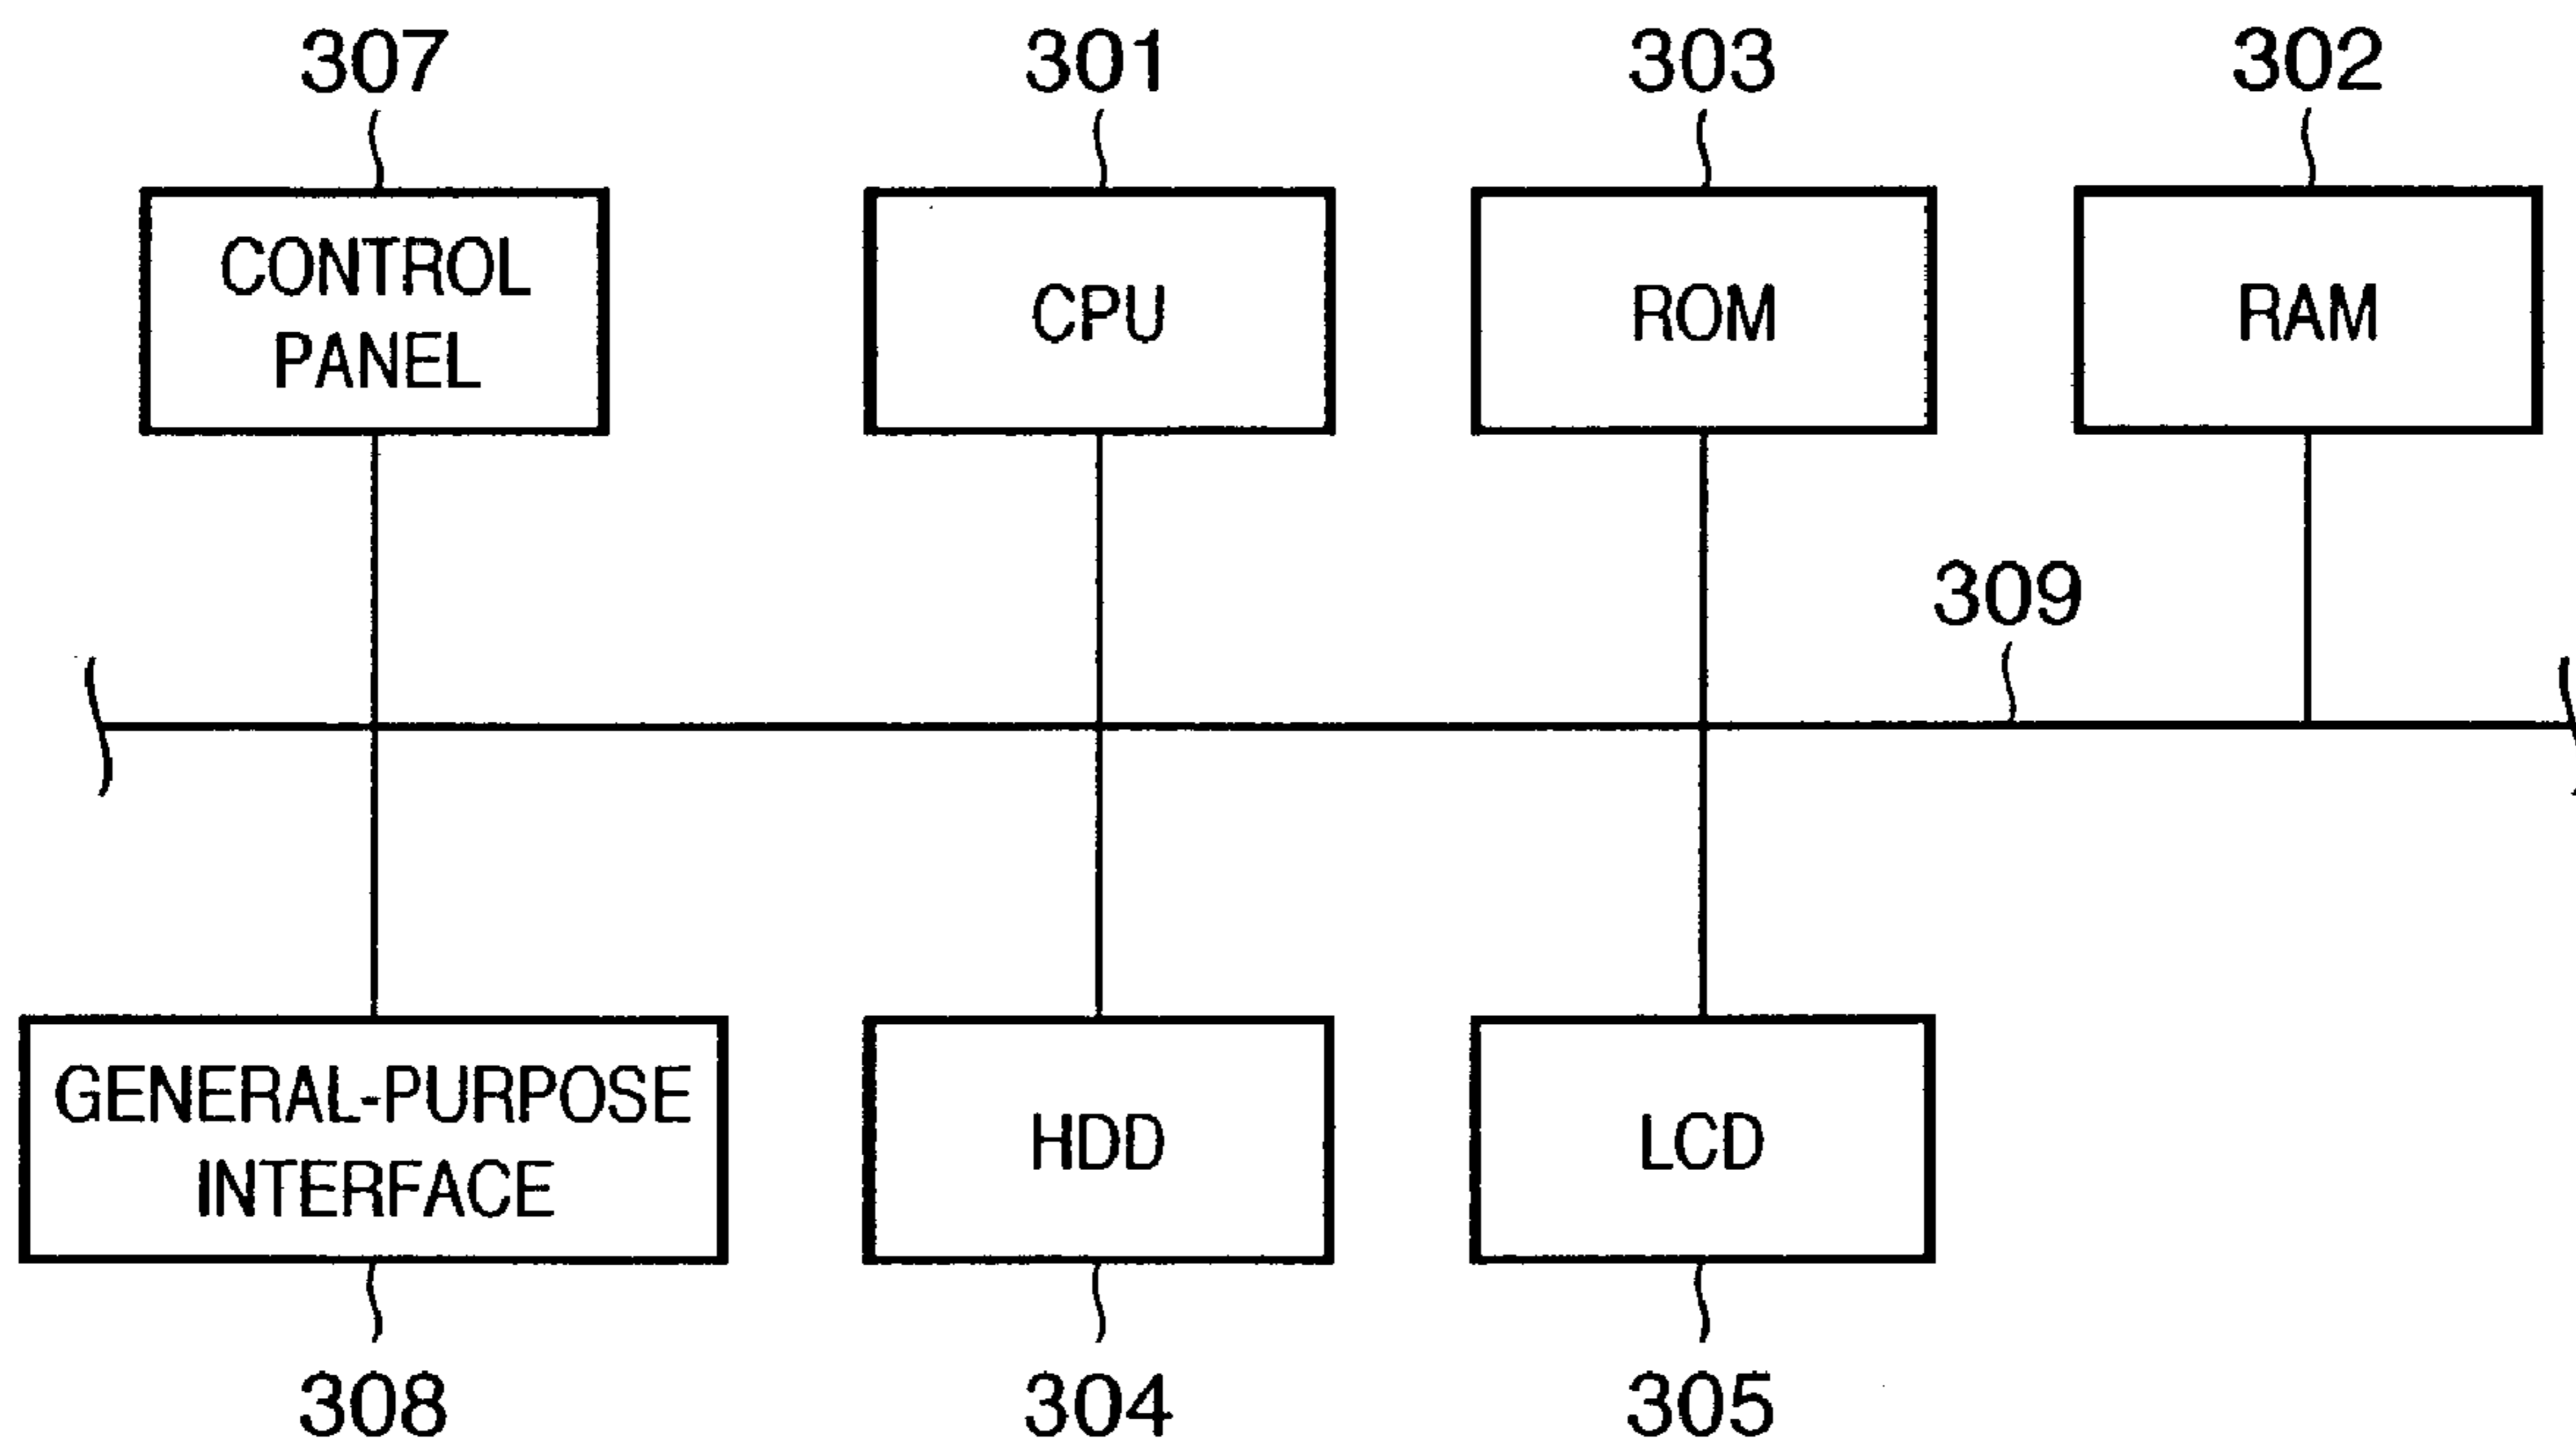 307
301
303
302
CONTROL
PANEL
CPU
ROM
RAM
309
GENERAL-PURPOSE
INTERFACE
HDD
LCD
308
304
305